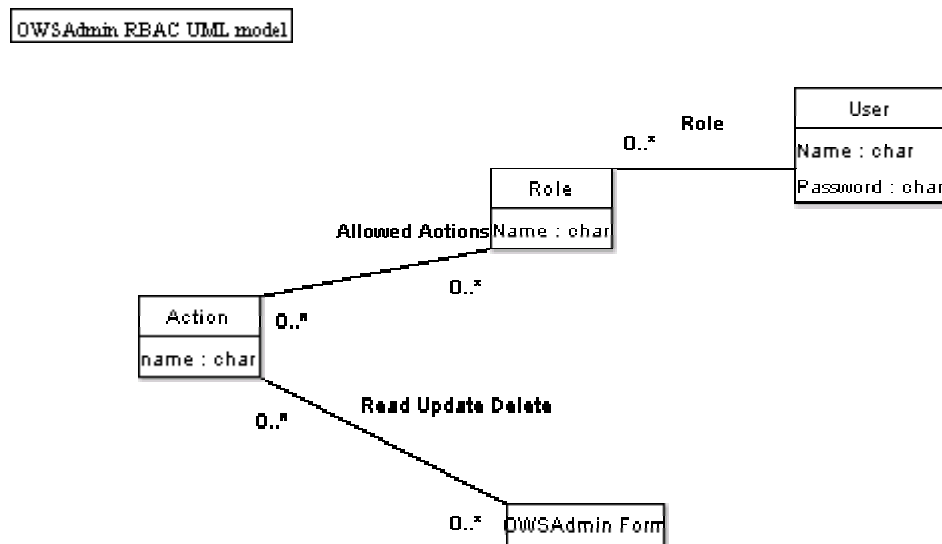 OWSAdmin RBAC UML model
User
Name : char
Password : char
Role
0..*
Role
Name : char
Allowed Actions
0..*
Action
name : char
0..*
Read Update Delete
0..*
0..*
OWSAdmin Form